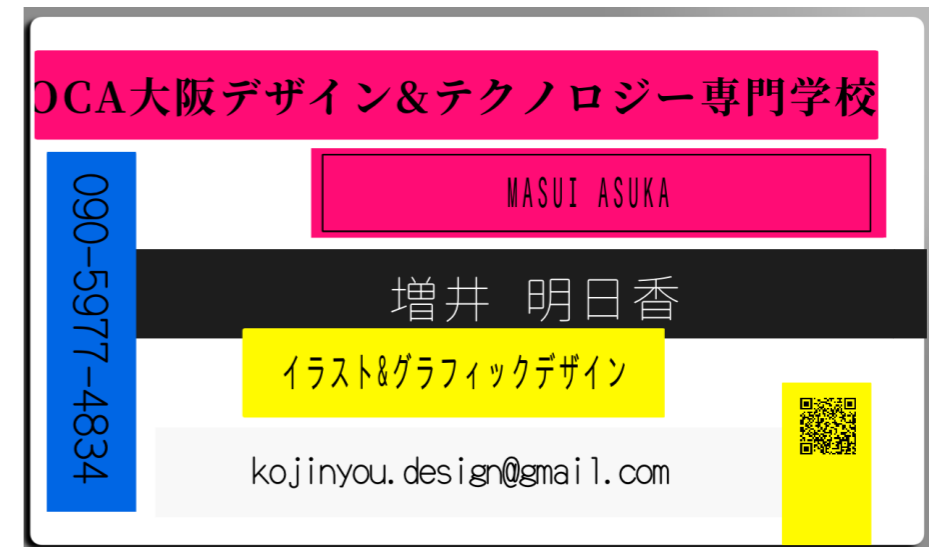 OCA大阪デザイン&テクノロジー専門学校
MASUI ASUKA
増井 明日香
イラスト&グラフィックデザイン
kojinyou.design@gmail.com
090-5977-4834